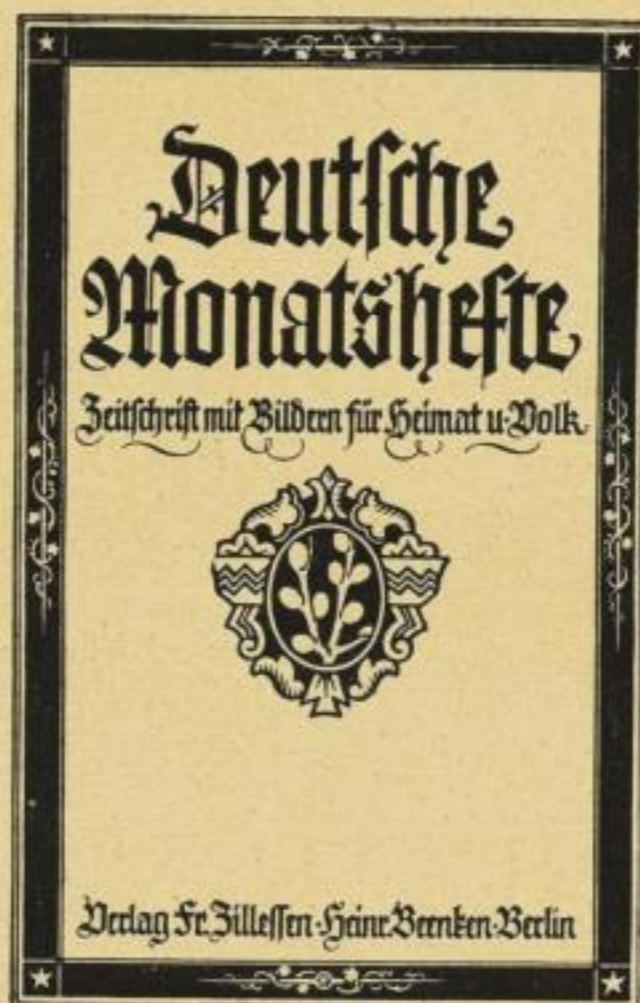 Deutsche
Monatshefte
Zeitschrift mit Bildern für Heimat u. Volk
Verlag Fr. Zillessen · Heinr. Beenken · Berlin